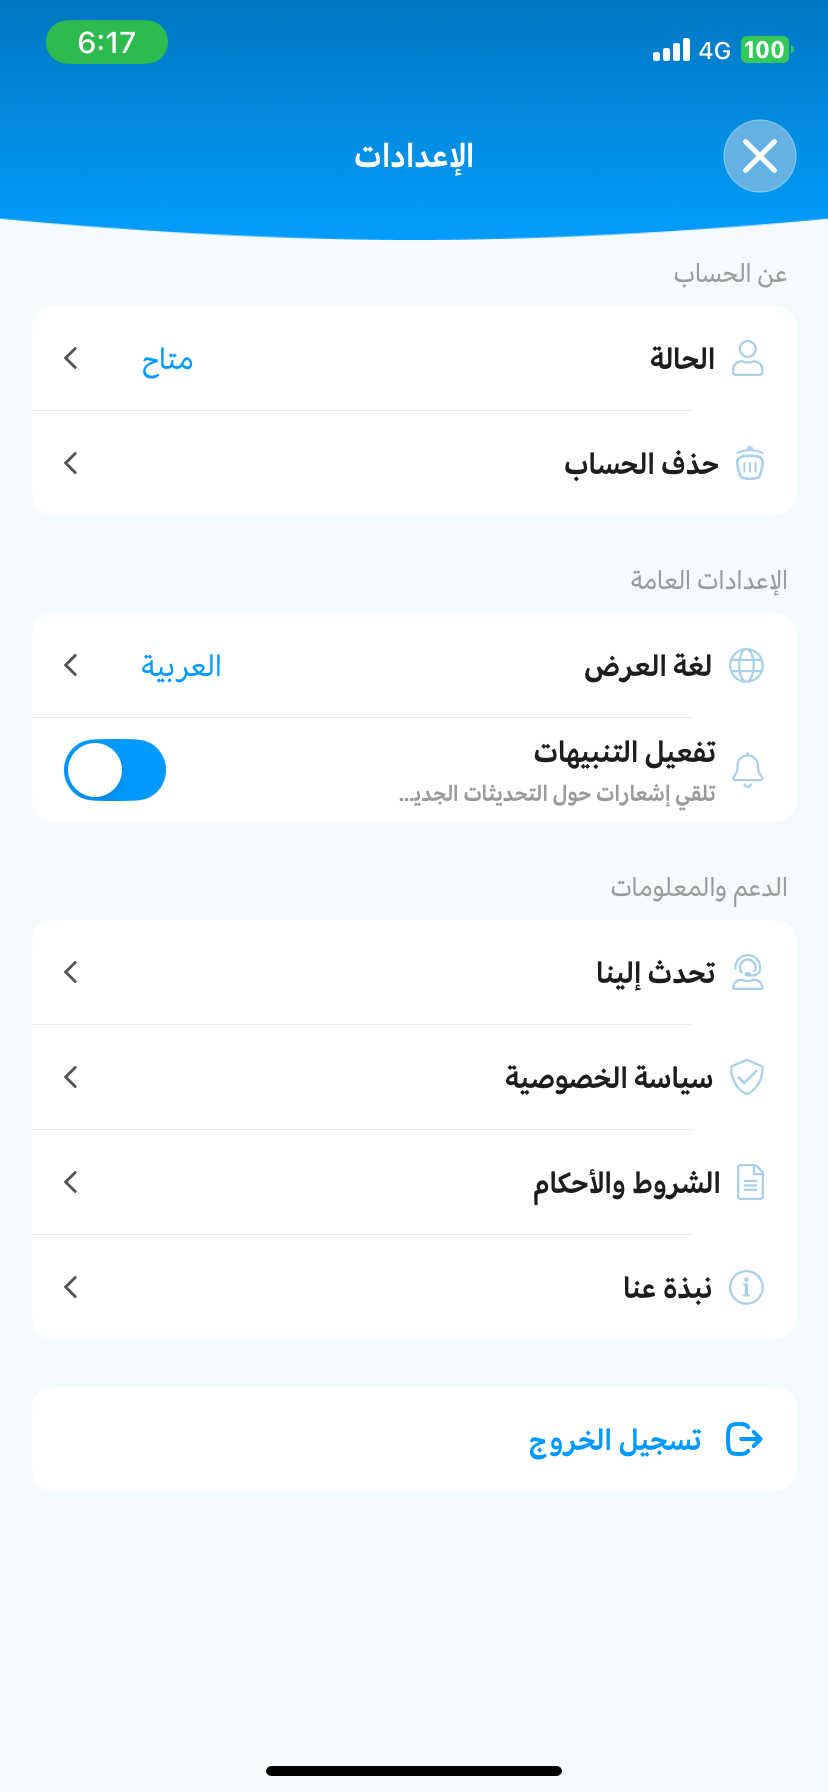 6:17
4G 100
الإعدادات
عن الحساب
الحالة متاح
حذف الحساب
الإعدادات العامة
لغة العرض العربية
تفعيل التنبيهات
تلقي إشعارات حول التحديثات الجديـ...
الدعم والمعلومات
تحدث إلينا
سياسة الخصوصية
الشروط والأحكام
نبذة عنا
تسجيل الخروج